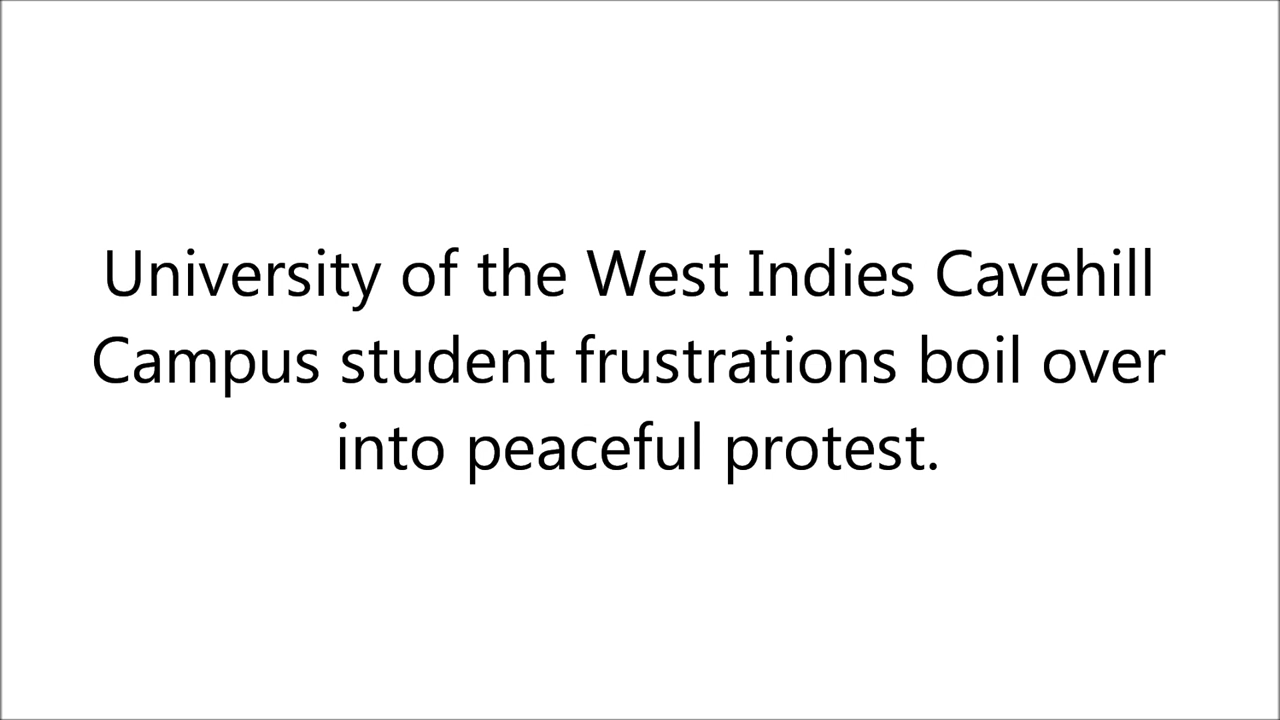 University of the West Indies Cavehill
Campus student frustrations boil over
into peaceful protest.